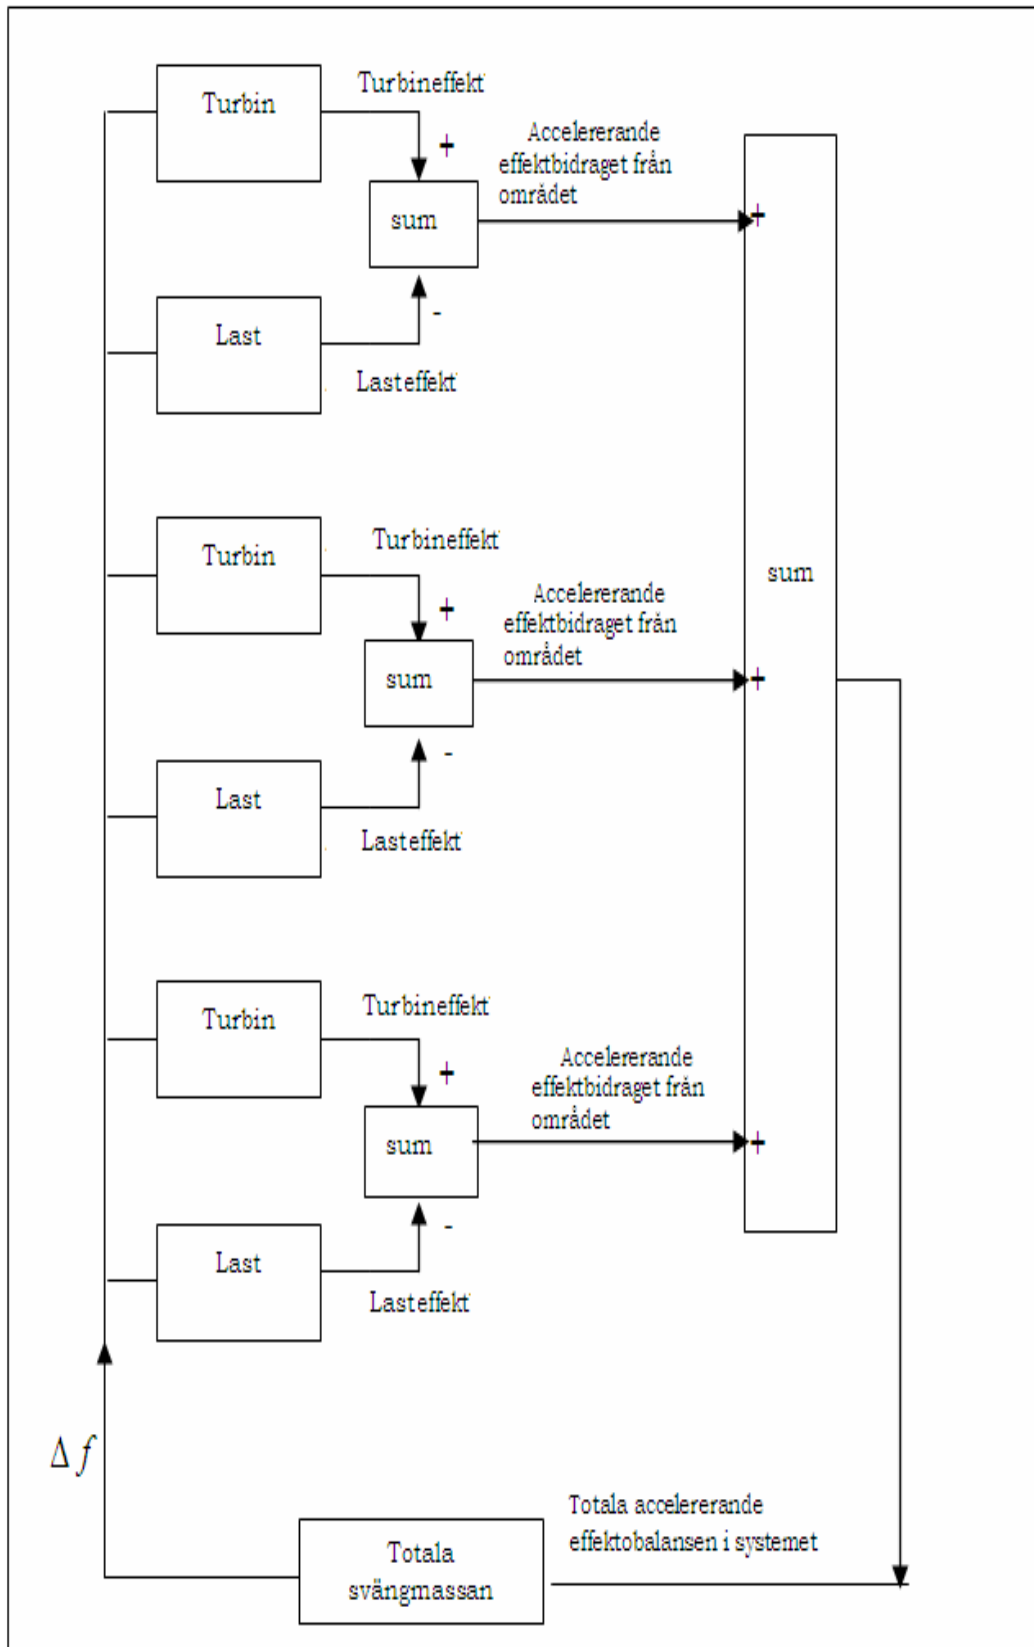 Turbin
Turbineffekt
+
Accelererande
effektbidraget från
området
sum
+
Last
-
Lasteffekt
Turbin
Turbineffekt
+
Accelererande
effektbidraget från
området
sum
sum
+
Last
-
Lasteffekt
Turbin
Turbineffekt
+
Accelererande
effektbidraget från
området
sum
+
Last
-
Lasteffekt
Δ f
Totala accelererande
effektobalansen i systemet
Totala
svängmassan